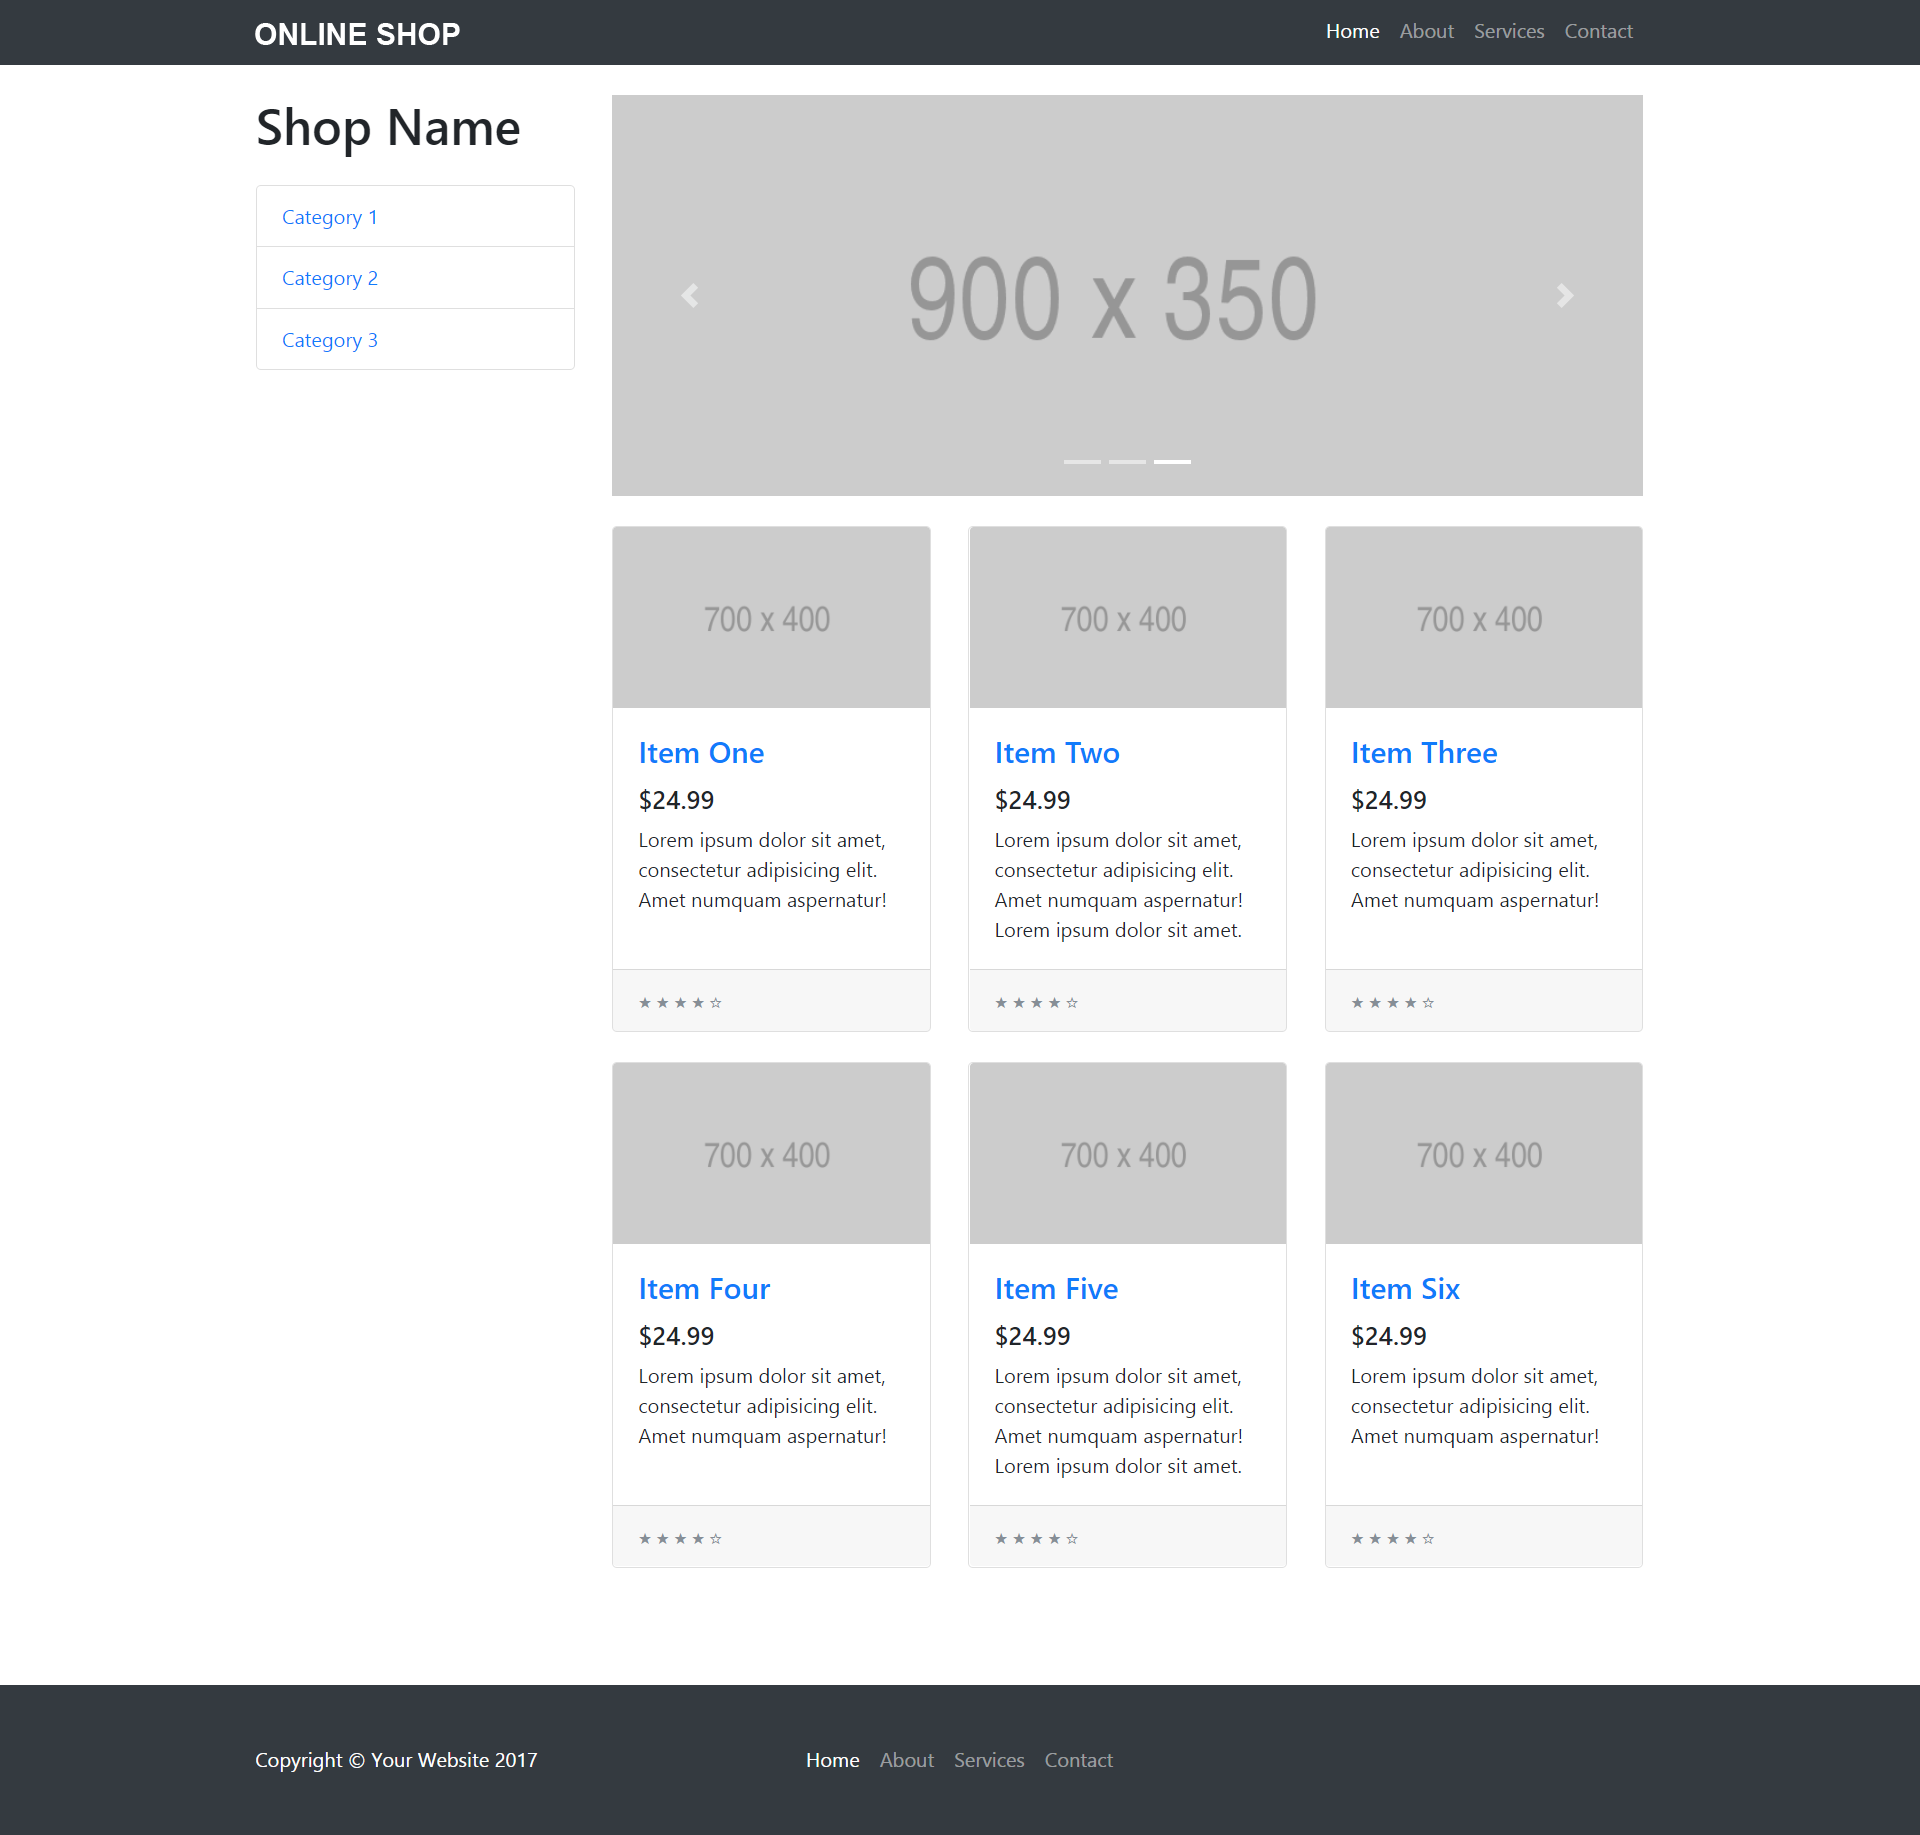 ONLINE SHOP
Home About Services Contact
Shop Name
Category 1
Category 2
Category 3
900 x 350
700 x 400
Item One
$24.99
Lorem ipsum dolor sit amet,
consectetur adipisicing elit.
Amet numquam aspernatur!
★ ★ ★ ★ ☆
700 x 400
Item Two
$24.99
Lorem ipsum dolor sit amet,
consectetur adipisicing elit.
Amet numquam aspernatur!
Lorem ipsum dolor sit amet.
★ ★ ★ ★ ☆
700 x 400
Item Three
$24.99
Lorem ipsum dolor sit amet,
consectetur adipisicing elit.
Amet numquam aspernatur!
★ ★ ★ ★ ☆
700 x 400
Item Four
$24.99
Lorem ipsum dolor sit amet,
consectetur adipisicing elit.
Amet numquam aspernatur!
★ ★ ★ ★ ☆
700 x 400
Item Five
$24.99
Lorem ipsum dolor sit amet,
consectetur adipisicing elit.
Amet numquam aspernatur!
Lorem ipsum dolor sit amet.
★ ★ ★ ★ ☆
700 x 400
Item Six
$24.99
Lorem ipsum dolor sit amet,
consectetur adipisicing elit.
Amet numquam aspernatur!
★ ★ ★ ★ ☆
Copyright © Your Website 2017
Home About Services Contact